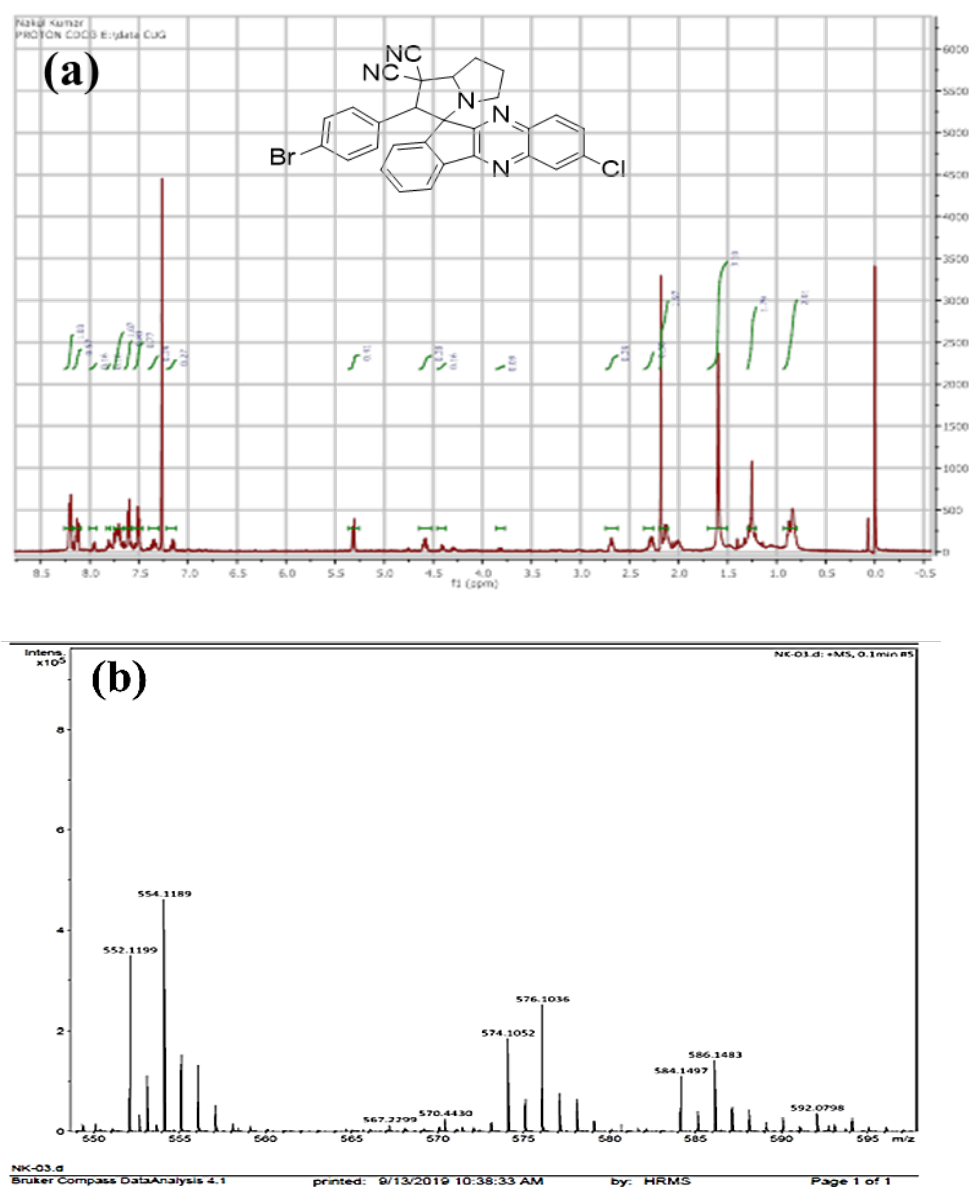 Nakul Kumar
PROTON CDCl3 E:\data CUG
(a)
NC
NC
N
N
N
Br
Cl
6000
5500
5000
4500
4000
3500
3000
2500
2000
1500
1000
500
0
8.5 8.0 7.5 7.0 6.5 6.0 5.5 5.0 4.5 4.0 3.5 3.0 2.5 2.0 1.5 1.0 0.5 0.0 -0.5
f1 (ppm)
Intens.
x10⁵
(b)
NK-03.d: +MS, 0.1min #5
8
6
4
2
0
554.1189
552.1199
576.1036
574.1052
586.1483
584.1497
567.2299
570.4430
592.0798
550 555 560 565 570 575 580 585 590 595 m/z
NK-03.d
Bruker Compass DataAnalysis 4.1 printed: 9/13/2019 10:38:33 AM by: HRMS Page 1 of 1